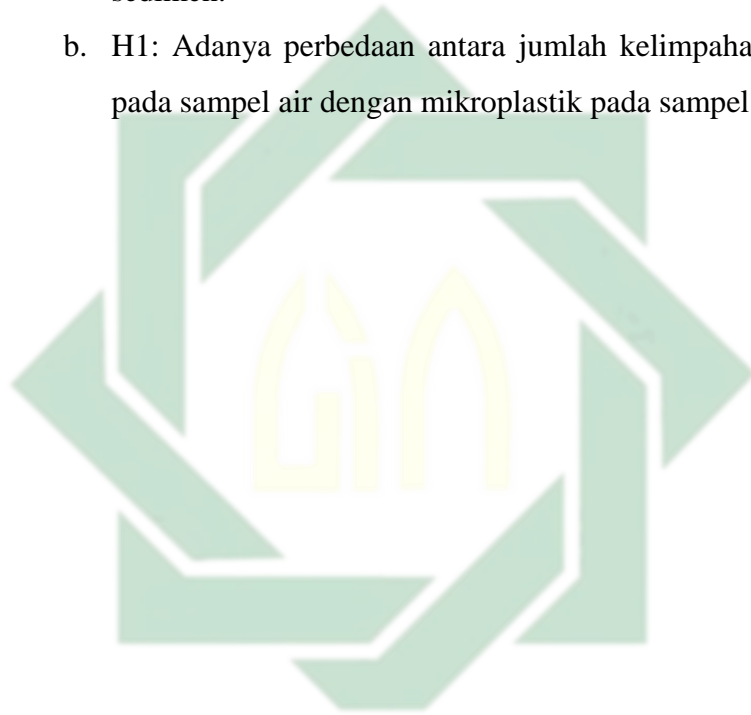 b. H1: Adanya perbedaan antara jumlah kelimpaha
pada sampel air dengan mikroplastik pada sampel